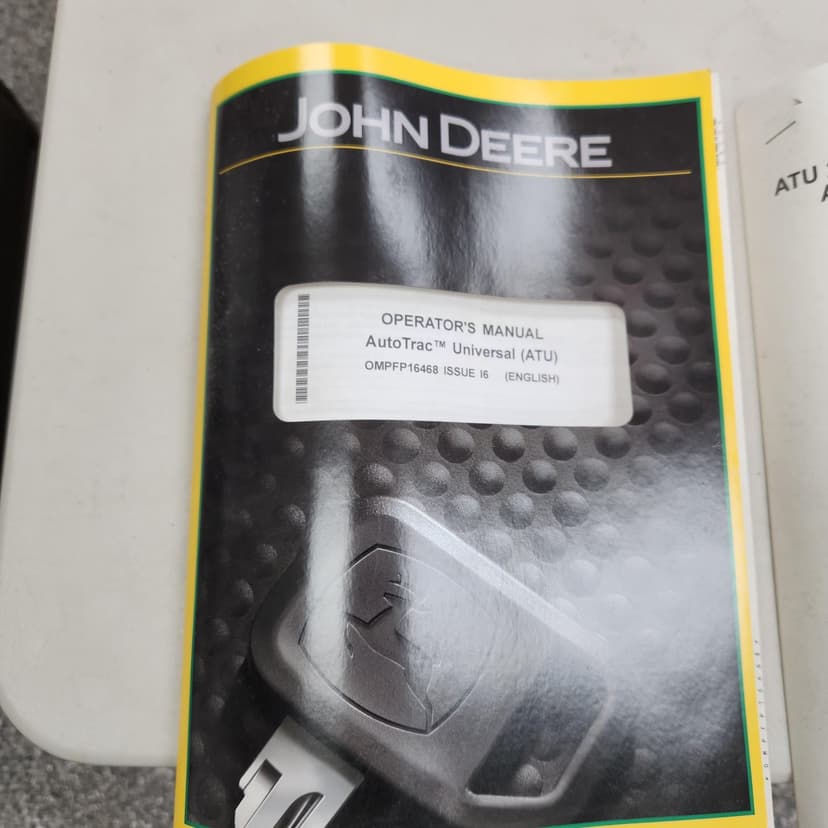 JOHN DEERE
OPERATOR'S MANUAL
AutoTrac™ Universal (ATU)
OMPFP16468 ISSUE I6 (ENGLISH)
ATU